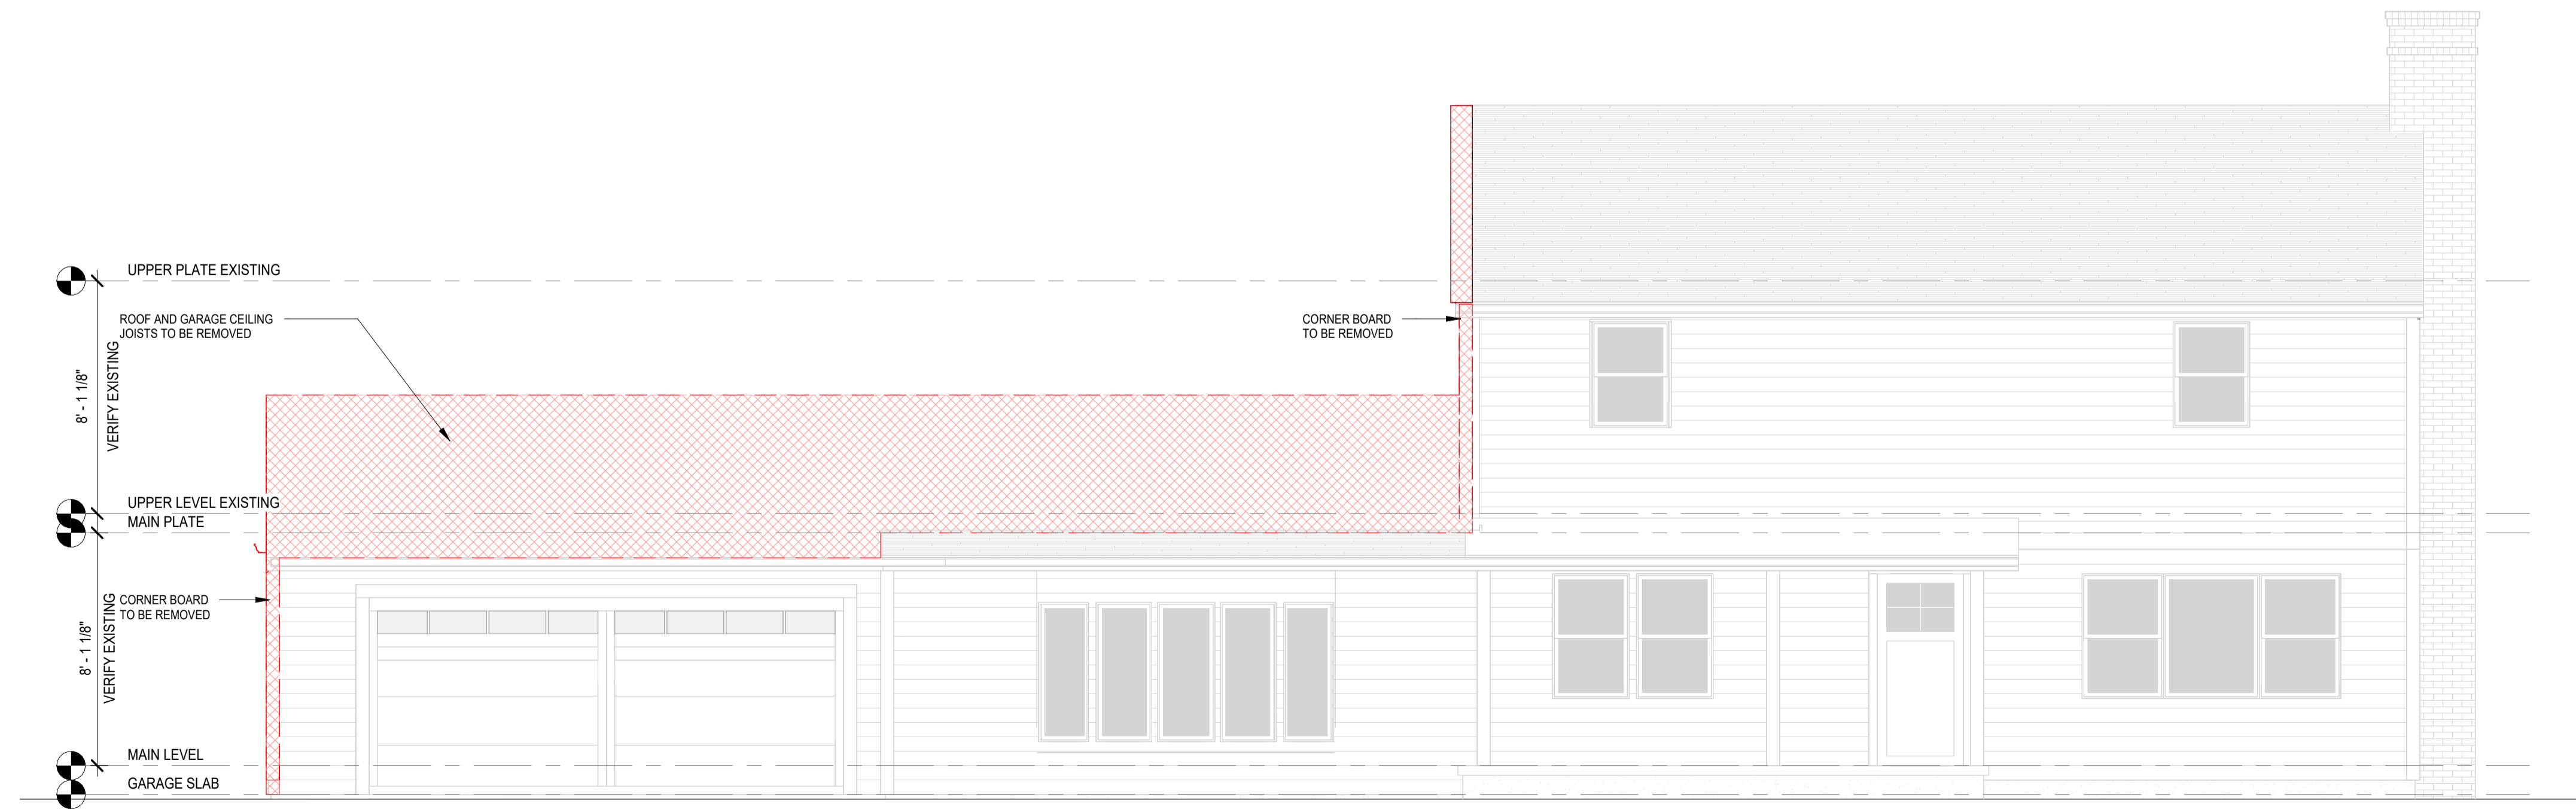 UPPER PLATE EXISTING
ROOF AND GARAGE CEILING
JOISTS TO BE REMOVED
CORNER BOARD
TO BE REMOVED
8' - 1 1/8"
VERIFY EXISTING
UPPER LEVEL EXISTING
MAIN PLATE
CORNER BOARD
TO BE REMOVED
8' - 1 1/8"
VERIFY EXISTING
MAIN LEVEL
GARAGE SLAB